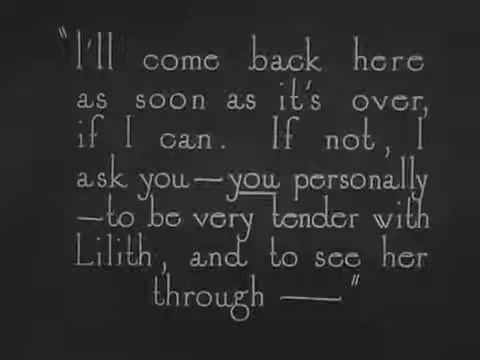 "I'll come back here
as soon as it's over,
if I can. If not, I
ask you—you personally
—to be very tender with
Lilith, and to see her
through ——"